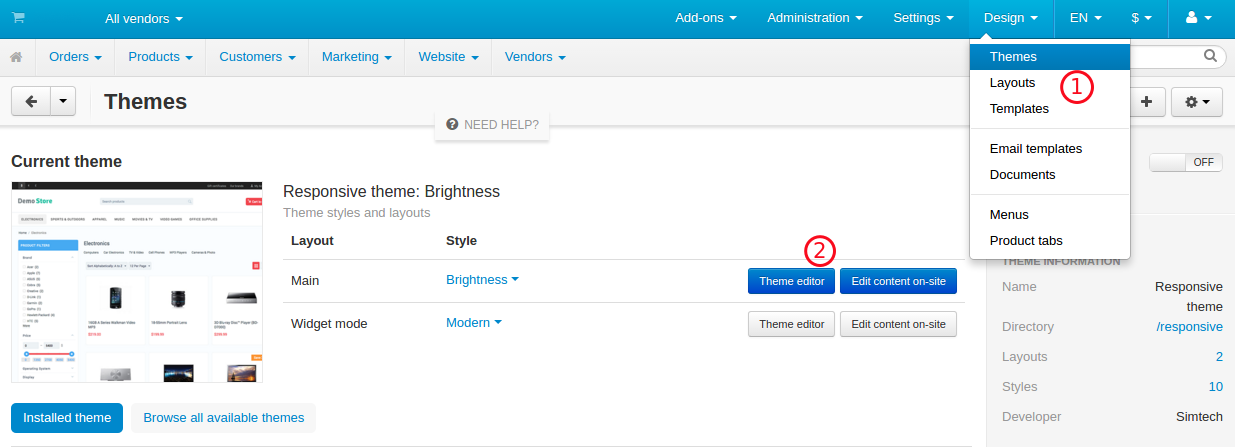 All vendors
Add-ons
Administration
Settings
Design
EN
$
Orders
Products
Customers
Marketing
Website
Vendors
Themes
Layouts
1
Templates
Email templates
Documents
Menus
Product tabs
Themes
NEED HELP?
OFF
Current theme
Demo Store
Electronics
Responsive theme: Brightness
Theme styles and layouts
Layout Style
2
Main Brightness Theme editor Edit content on-site
Widget mode Modern Theme editor Edit content on-site
Installed theme Browse all available themes
THEME INFORMATION
Name Responsive
theme
Directory /responsive
Layouts 2
Styles 10
Developer Simtech